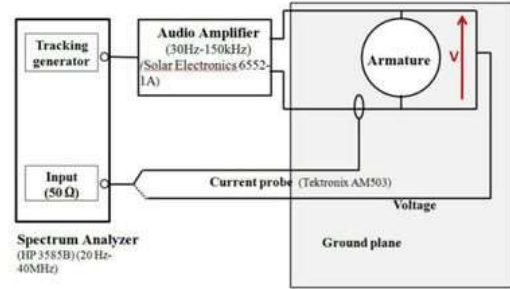 Tracking
generator
Audio Amplifier
(30Hz-150kHz)
/Solar Electronics 6552-
1A)
Armature
V
Input
(50 Ω)
Current probe (Tektronix AM503)
Voltage
Spectrum Analyzer
(HP 3585B) (20 Hz-
40MHz)
Ground plane